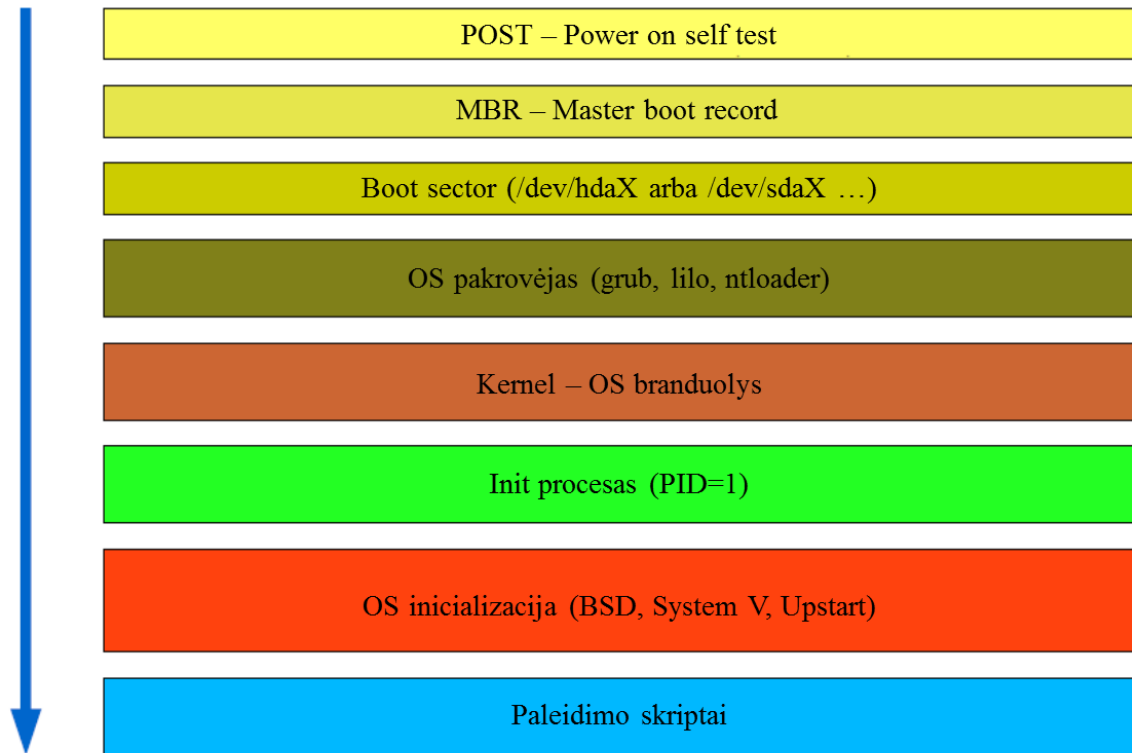 POST – Power on self test
MBR – Master boot record
Boot sector (/dev/hdaX arba /dev/sdaX …)
OS pakrovėjas (grub, lilo, ntloader)
Kernel – OS branduolys
Init procesas (PID=1)
OS inicializacija (BSD, System V, Upstart)
Paleidimo skriptai